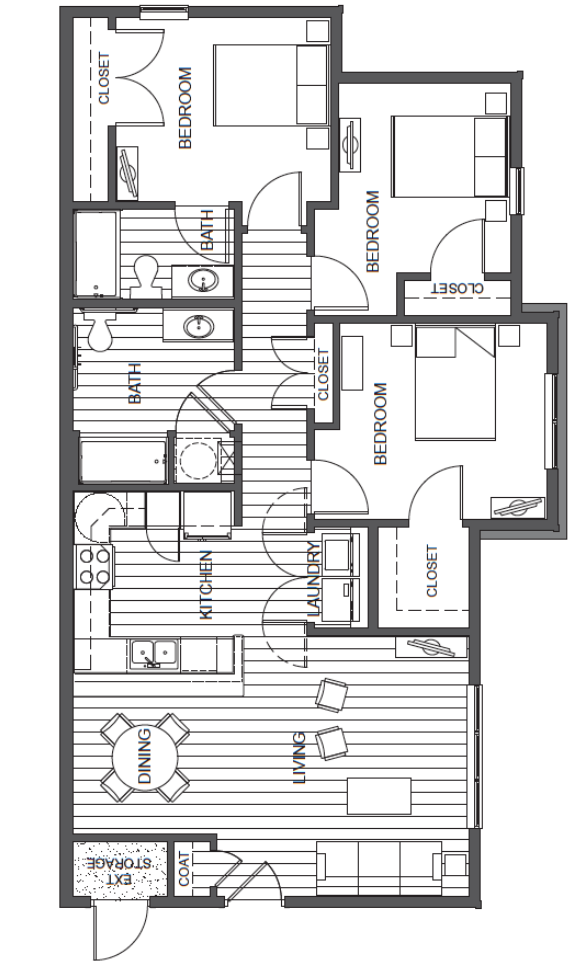 CLOSET
BEDROOM
BATH
BEDROOM
CLOSET
BATH
CLOSET
BEDROOM
KITCHEN
LAUNDRY
CLOSET
DINING
LIVING
EXT
STORAGE
COAT